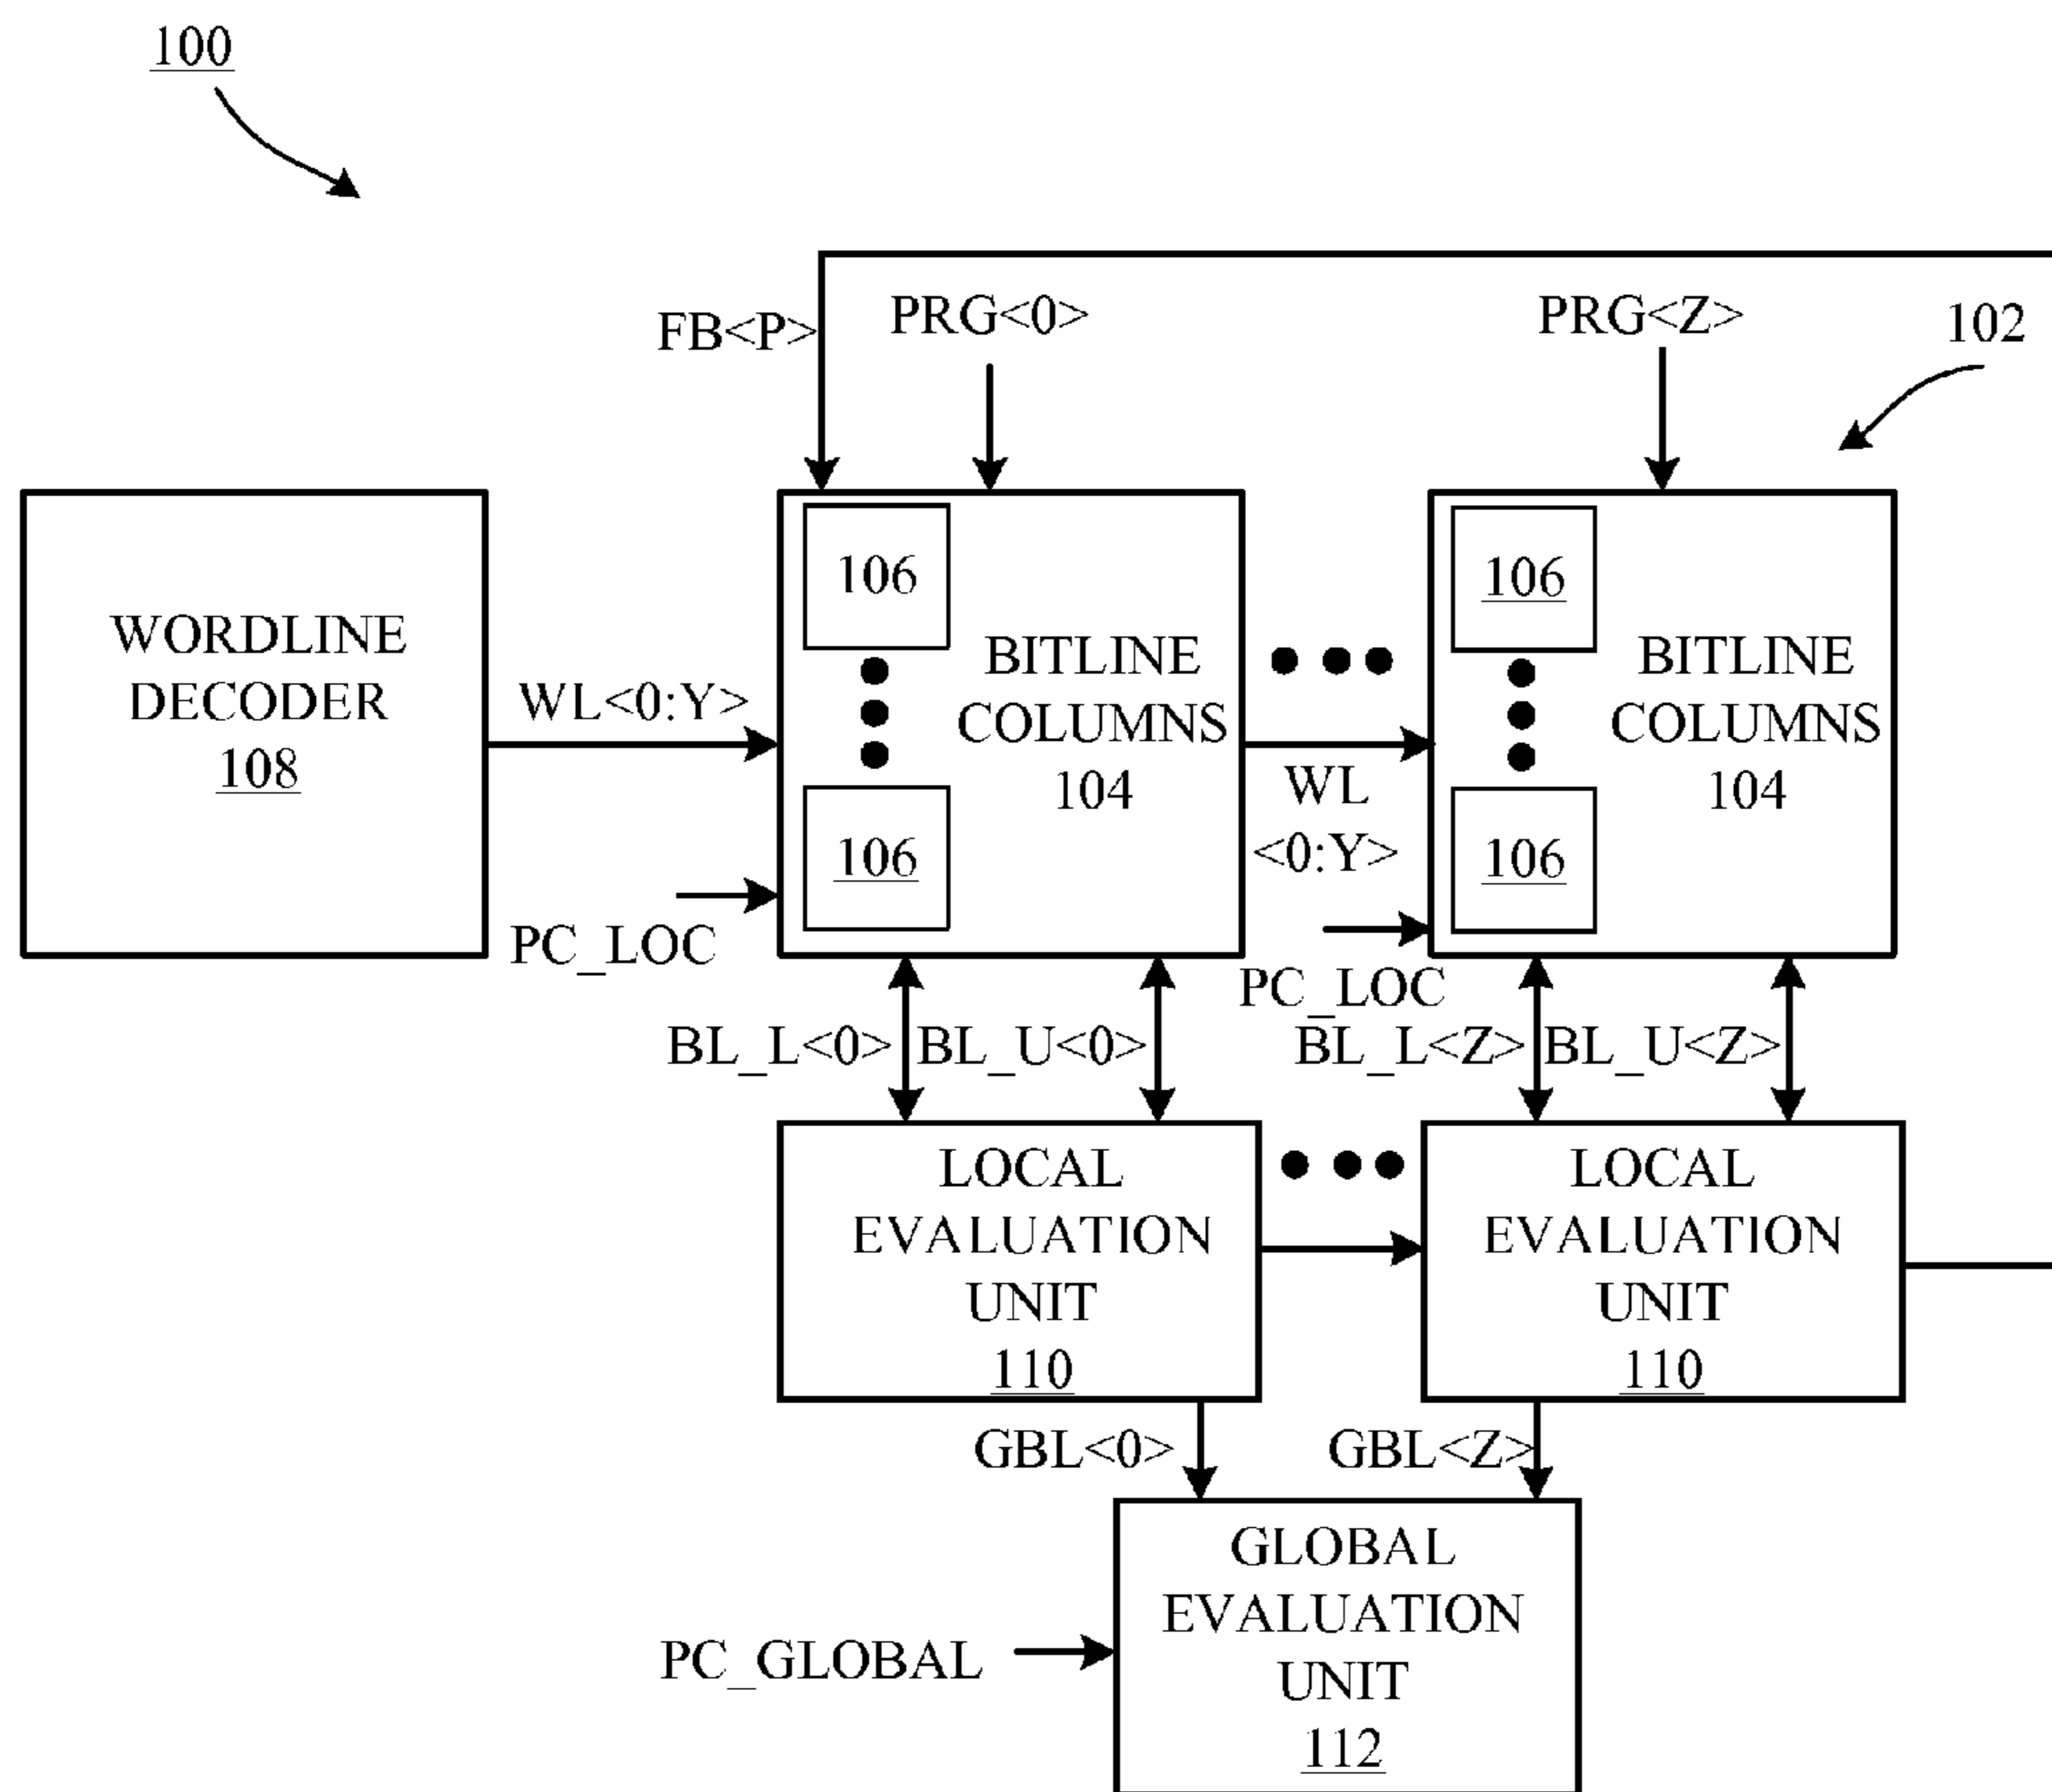 100
FB<P>
PRG<0>
PRG<Z>
102
WORDLINE
DECODER
108
WL<0:Y>
106
106
BITLINE
COLUMNS
104
WL
<0:Y>
106
106
BITLINE
COLUMNS
104
PC_LOC
PC_LOC
BL_L<0>
BL_U<0>
BL_L<Z>
BL_U<Z>
LOCAL
EVALUATION
UNIT
110
LOCAL
EVALUATION
UNIT
110
GBL<0>
GBL<Z>
GLOBAL
EVALUATION
UNIT
112
PC_GLOBAL